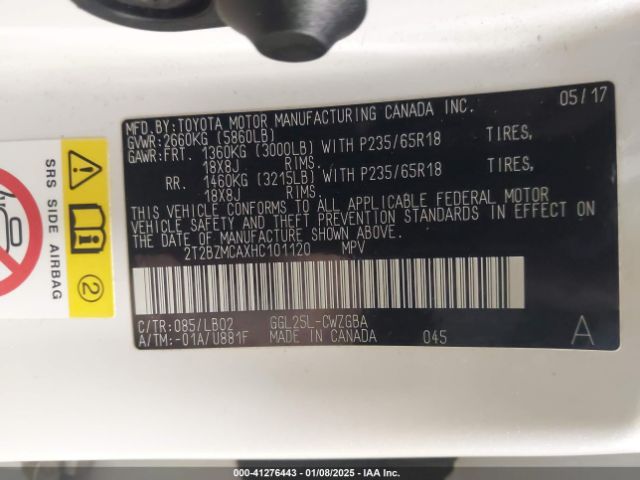 MFD.BY:TOYOTA MOTOR MANUFACTURING CANADA INC. 05/17
GVWR:2660KG (5860LB)
GAWR:FRT. 1360KG (3000LB) WITH P235/65R18 TIRES,
18X8J RIMS.
RR. 1460KG (3215LB) WITH P235/65R18 TIRES,
18X8J RIMS.
THIS VEHICLE CONFORMS TO ALL APPLICABLE FEDERAL MOTOR
VEHICLE SAFETY AND THEFT PREVENTION STANDARDS IN EFFECT ON
THE DATE OF MANUFACTURE SHOWN ABOVE.
2T2BZMCAXHC101120 MPV
C/TR:085/LB02 GGL25L-CWZGBA
A/TM:-01A/U881F MADE IN CANADA 045 A
SRS SIDE AIRBAG
2
000-41276443 - 01/08/2025 - IAA Inc.